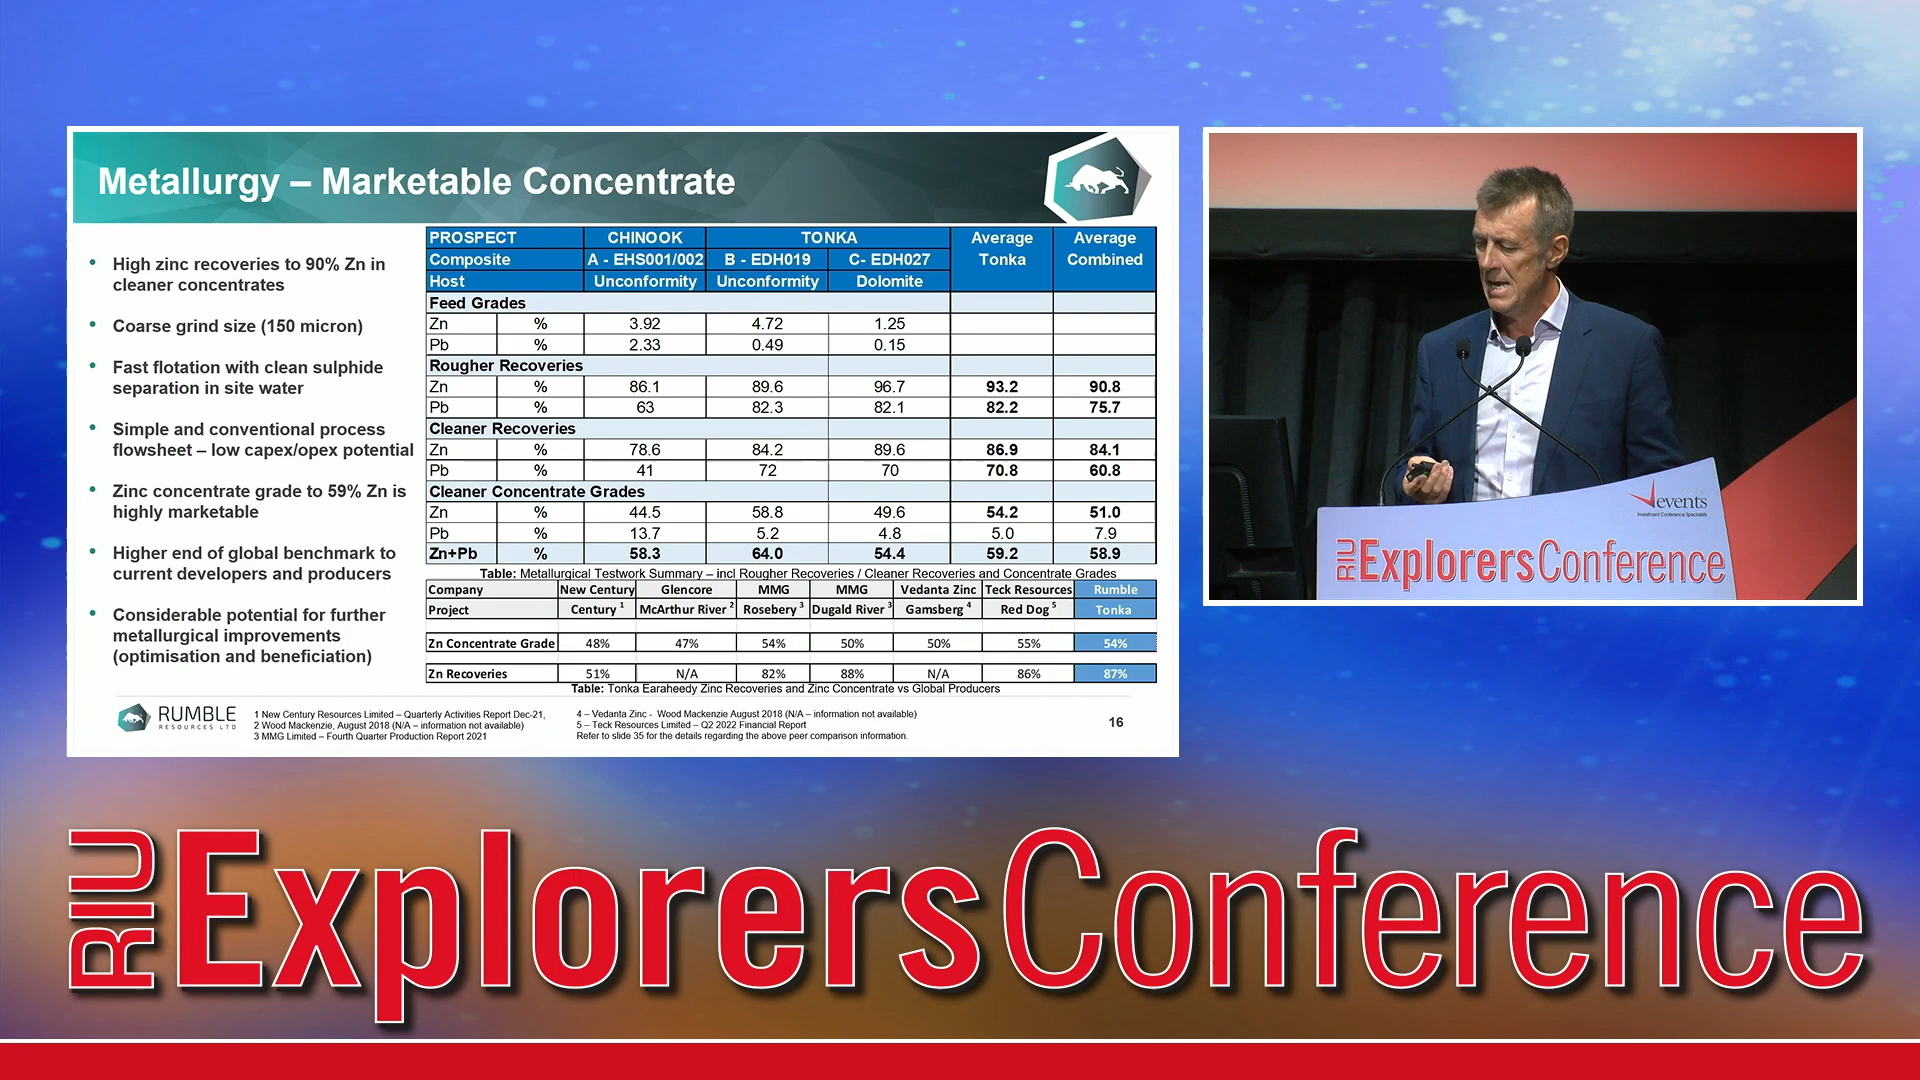 Metallurgy – Marketable Concentrate
• High zinc recoveries to 90% Zn in
cleaner concentrates
• Coarse grind size (150 micron)
• Fast flotation with clean sulphide
separation in site water
• Simple and conventional process
flowsheet – low capex/opex potential
• Zinc concentrate grade to 59% Zn is
highly marketable
• Higher end of global benchmark to
current developers and producers
• Considerable potential for further
metallurgical improvements
(optimisation and beneficiation)
PROSPECT CHINOOK TONKA Average Average
Composite A - EHS001/002 B - EDH019 C- EDH027 Tonka Combined
Host Unconformity Unconformity Dolomite
Feed Grades
Zn % 3.92 4.72 1.25
Pb % 2.33 0.49 0.15
Rougher Recoveries
Zn % 86.1 89.6 96.7 93.2 90.8
Pb % 63 82.3 82.1 82.2 75.7
Cleaner Recoveries
Zn % 78.6 84.2 89.6 86.9 84.1
Pb % 41 72 70 70.8 60.8
Cleaner Concentrate Grades
Zn % 44.5 58.8 49.6 54.2 51.0
Pb % 13.7 5.2 4.8 5.0 7.9
Zn+Pb % 58.3 64.0 54.4 59.2 58.9
Table: Metallurgical Testwork Summary – incl Rougher Recoveries / Cleaner Recoveries and Concentrate Grades
Company New Century Glencore MMG MMG Vedanta Zinc Teck Resources Rumble
Project Century 1 McArthur River 2 Rosebery 3 Dugald River 3 Gamsberg 4 Red Dog 5 Tonka
Zn Concentrate Grade 48% 47% 54% 50% 50% 55% 54%
Zn Recoveries 51% N/A 82% 88% N/A 86% 87%
Table: Tonka Earaheedy Zinc Recoveries and Zinc Concentrate vs Global Producers
RUMBLE
RESOURCES LTD
1 New Century Resources Limited – Quarterly Activities Report Dec-21,
2 Wood Mackenzie, August 2018 (N/A – information not available)
3 MMG Limited – Fourth Quarter Production Report 2021
4 – Vedanta Zinc - Wood Mackenzie August 2018 (N/A – information not available)
5 – Teck Resources Limited – Q2 2022 Financial Report
Refer to slide 35 for the details regarding the above peer comparison information.
16
events
Investment Conference Specialists
RIU ExplorersConference
RIU ExplorersConference